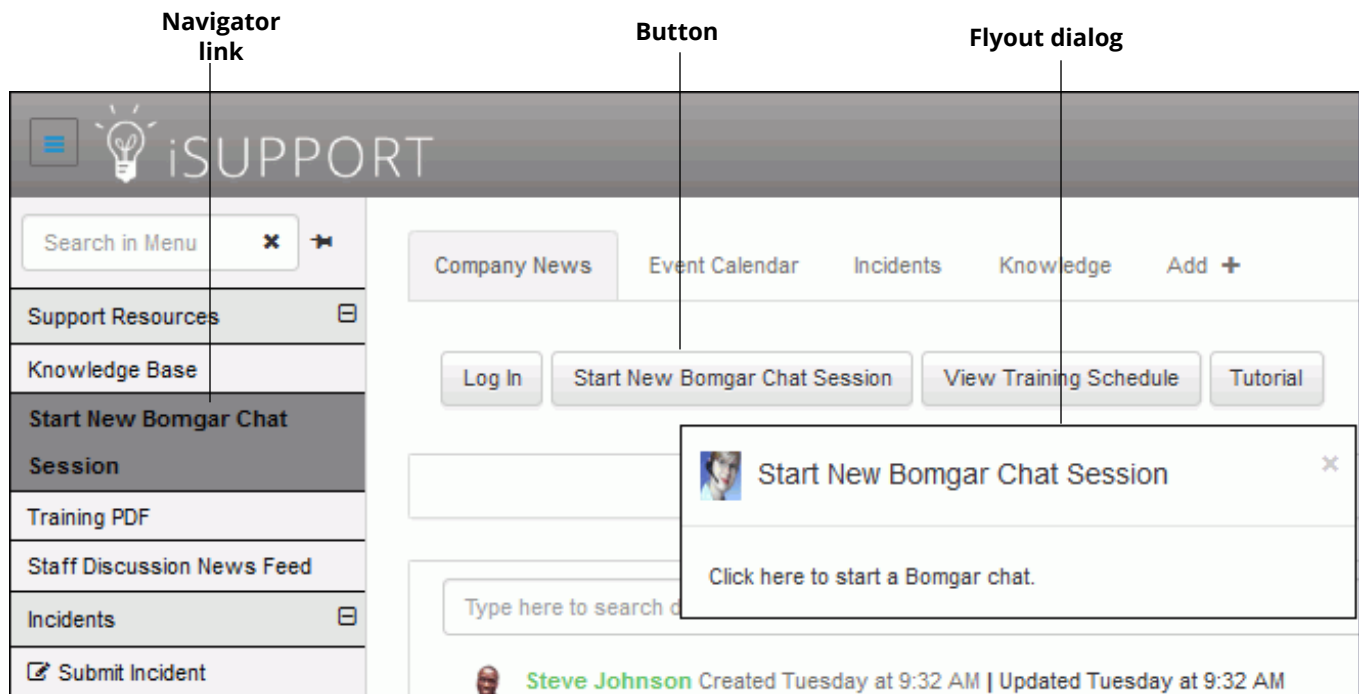 Navigator
link
Button
Flyout dialog
iSUPPORT
Search in Menu
Company News Event Calendar Incidents Knowledge Add +
Support Resources
Knowledge Base
Log In Start New Bomgar Chat Session View Training Schedule Tutorial
Start New Bomgar Chat
Session
Start New Bomgar Chat Session
Training PDF
Staff Discussion News Feed
Click here to start a Bomgar chat.
Type here to search
Incidents
Submit Incident
Steve Johnson Created Tuesday at 9:32 AM | Updated Tuesday at 9:32 AM